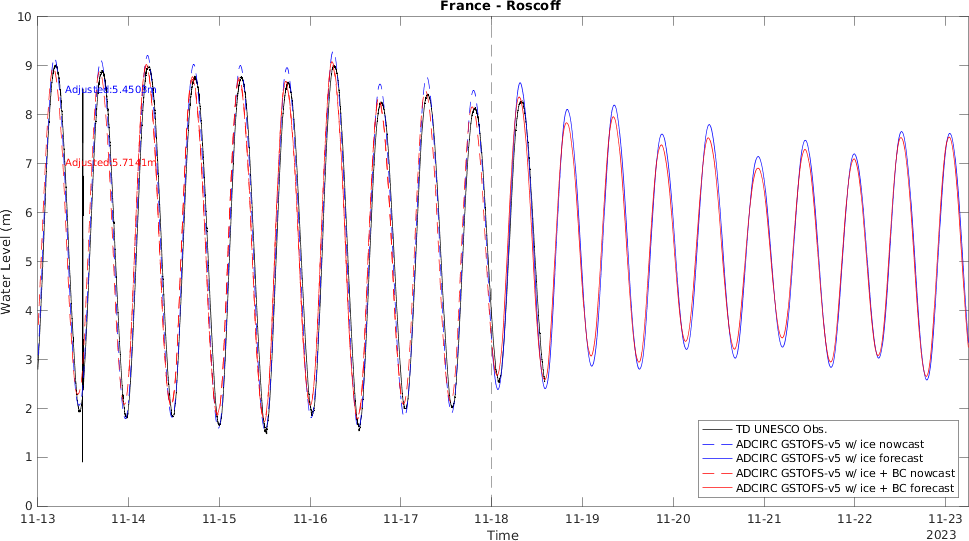 France - Roscoff
Water Level (m)
10
9
8
7
6
5
4
3
2
1
0
Adjusted:5.4503m
Adjusted:5.7141m
TD UNESCO Obs.
ADCIRC GSTOFS-v5 w/ ice nowcast
ADCIRC GSTOFS-v5 w/ ice forecast
ADCIRC GSTOFS-v5 w/ ice + BC nowcast
ADCIRC GSTOFS-v5 w/ ice + BC forecast
11-13 11-14 11-15 11-16 11-17 11-18 11-19 11-20 11-21 11-22 11-23
Time
2023